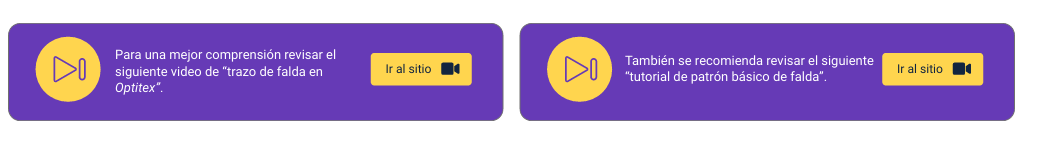 Para una mejor comprensión revisar el
siguiente video de “trazo de falda en
Optitex”.
Ir al sitio
También se recomienda revisar el siguiente
“tutorial de patrón básico de falda”.
Ir al sitio